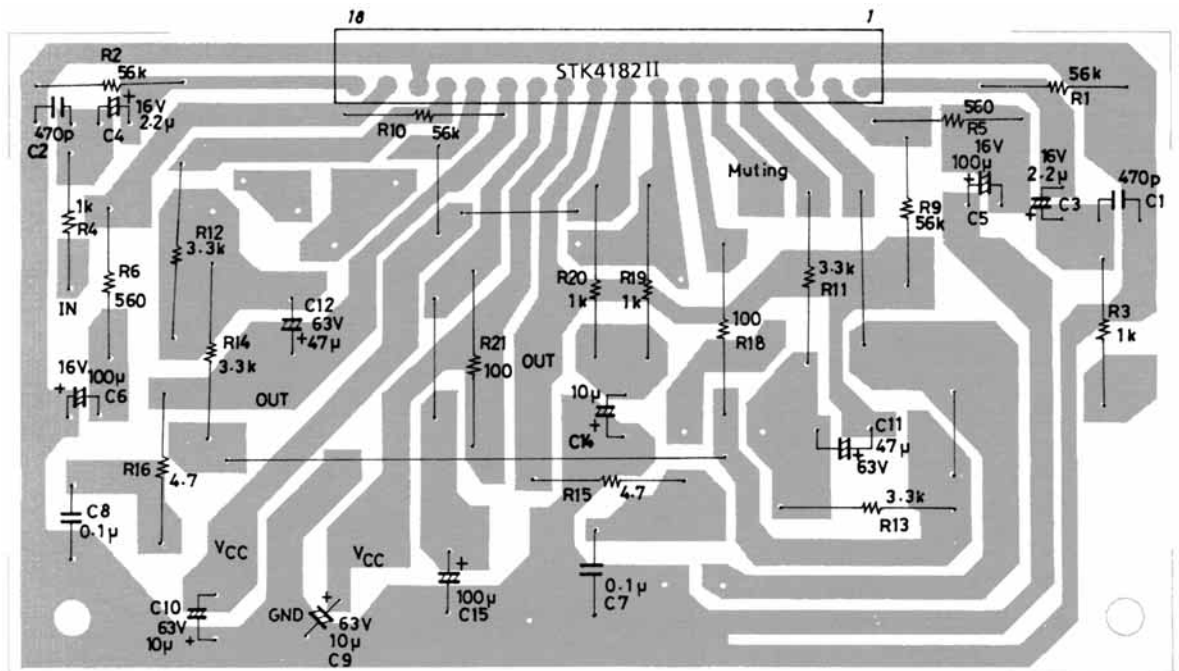 18
1
STK4182II
R2
56k
16V
2.2μ
C4
470p
C2
R10
56k
56k
R1
560
R5
16V
100μ
C5
16V
2.2μ
C3
470p
C1
Muting
1k
R4
R12
3.3k
R9
56k
R6
560
IN
C12
63V
47μ
R20
1k
R19
1k
3.3k
R11
R3
1k
R14
3.3k
R21
100
OUT
100
R18
16V
100μ
C6
OUT
10μ
C14
C11
47μ
63V
R16
4.7
R15
4.7
3.3k
R13
C8
0.1μ
VCC
VCC
100μ
C15
0.1μ
C7
C10
63V
10μ
GND
63V
10μ
C9